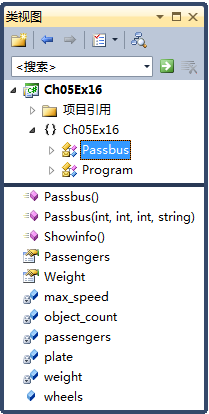 类视图
<搜索>
Ch05Ex16
项目引用
{} Ch05Ex16
Passbus
Program
Passbus()
Passbus(int, int, int, string)
Showinfo()
Passengers
Weight
max_speed
object_count
passengers
plate
weight
wheels